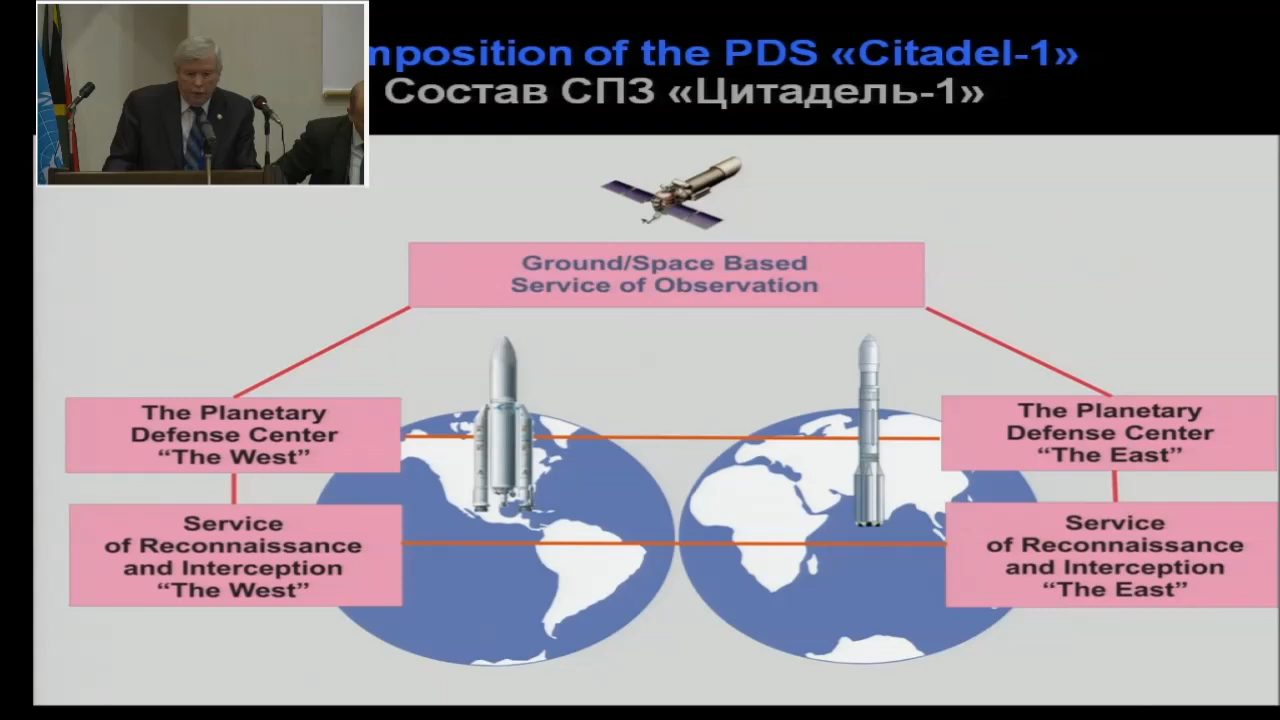 mposition of the PDS «Citadel-1»
Состав СПЗ «Цитадель-1»
Ground/Space Based
Service of Observation
The Planetary
Defense Center
“The West”
The Planetary
Defense Center
“The East”
Service
of Reconnaissance
and Interception
“The West”
Service
of Reconnaissance
and Interception
“The East”